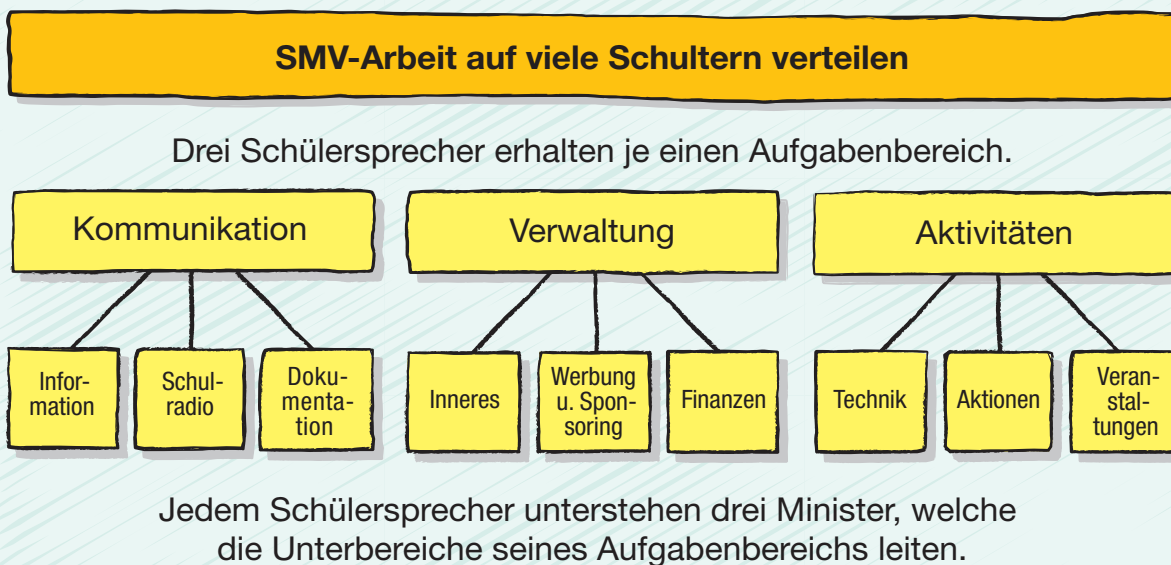 SMV-Arbeit auf viele Schultern verteilen
Drei Schülersprecher erhalten je einen Aufgabenbereich.
Kommunikation
Verwaltung
Aktivitäten
Infor-
mation
Schul-
radio
Doku-
menta-
tion
Inneres
Werbung
u. Spon-
soring
Finanzen
Technik
Aktionen
Veran-
stal-
tungen
Jedem Schülersprecher unterstehen drei Minister, welche
die Unterbereiche seines Aufgabenbereichs leiten.